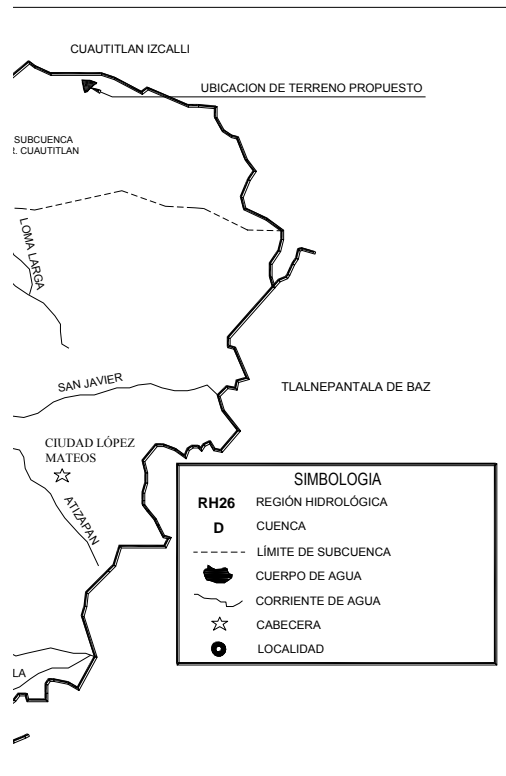 CUAUTITLAN IZCALLI
UBICACION DE TERRENO PROPUESTO
SUBCUENCA
R. CUAUTITLAN
LOMA LARGA
SAN JAVIER
TLALNEPANTALA DE BAZ
CIUDAD LÓPEZ
MATEOS
ATIZAPAN
SIMBOLOGIA
RH26 REGIÓN HIDROLÓGICA
D CUENCA
LÍMITE DE SUBCUENCA
CUERPO DE AGUA
CORRIENTE DE AGUA
CABECERA
LOCALIDAD
LA